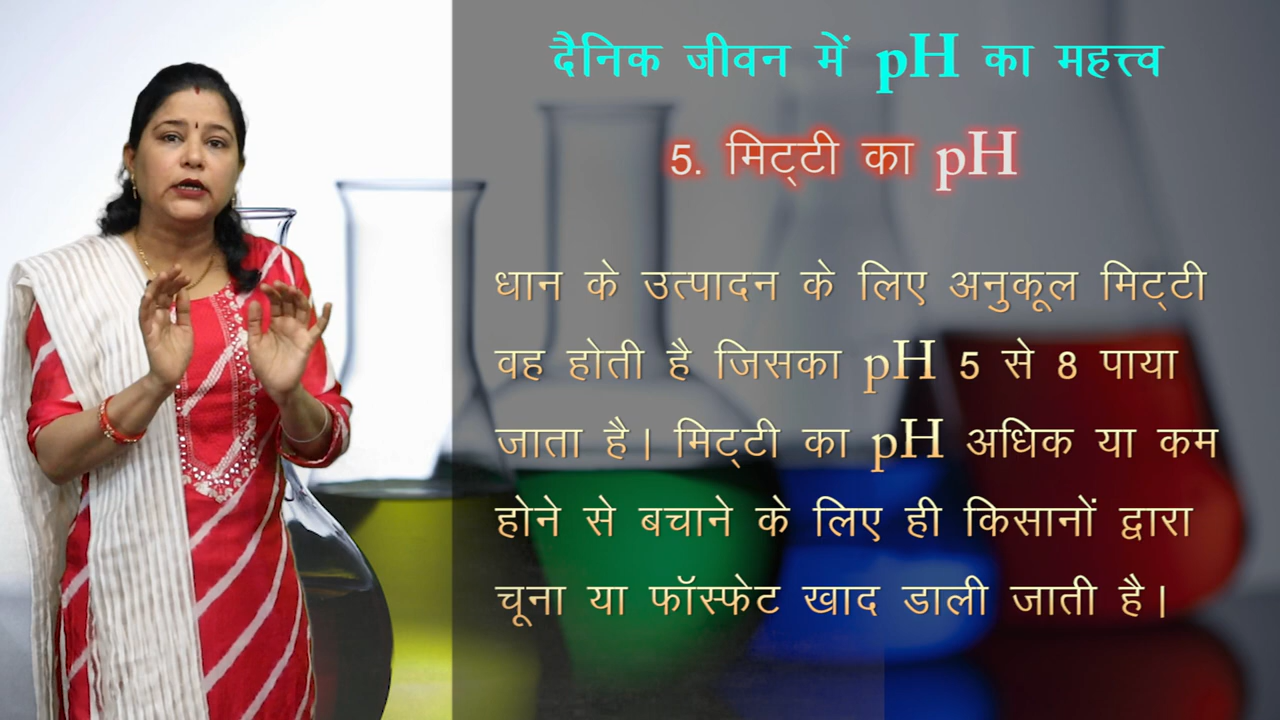 दैनिक जीवन में pH का महत्त्व
5. मिट्टी का pH
धान के उत्पादन के लिए अनुकूल मिट्टी
वह होती है जिसका pH 5 से 8 पाया
जाता है। मिट्टी का pH अधिक या कम
होने से बचाने के लिए ही किसानों द्वारा
चूना या फॉस्फेट खाद डाली जाती है।